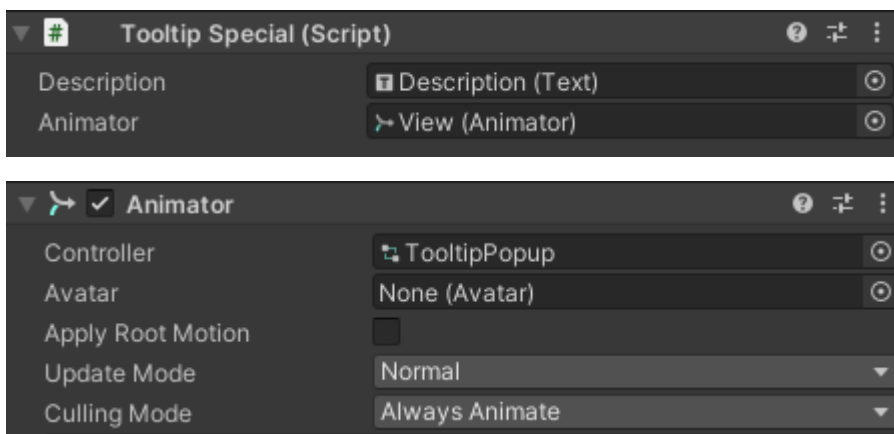 # Tooltip Special (Script)
Description T Description (Text)
Animator View (Animator)
Animator
Controller TooltipPopup
Avatar None (Avatar)
Apply Root Motion
Update Mode Normal
Culling Mode Always Animate